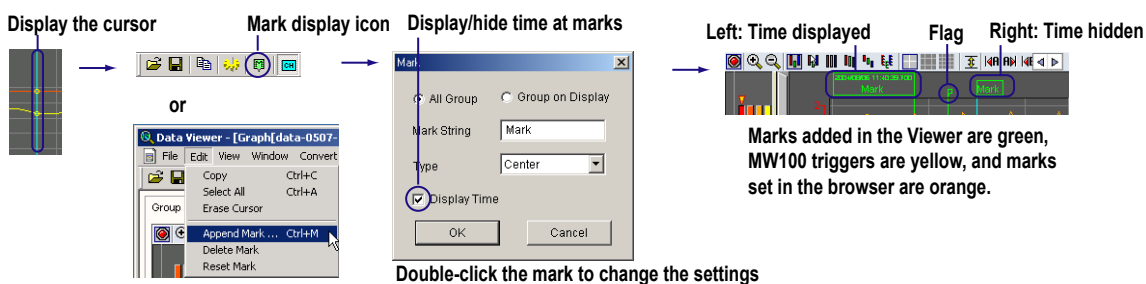 Display the cursor
Mark display icon
Display/hide time at marks
Left: Time displayed
Flag
Right: Time hidden
CH
or
Data Viewer - [Graph[data-0507-
File Edit View Window Convert
Copy Ctrl+C
Select All Ctrl+A
Erase Cursor
Append Mark ... Ctrl+M
Delete Mark
Reset Mark
Group
Mark
All Group Group on Display
Mark String Mark
Type Center
Display Time
OK Cancel
Double-click the mark to change the settings
Mark
P
Mark
Marks added in the Viewer are green,
MW100 triggers are yellow, and marks
set in the browser are orange.